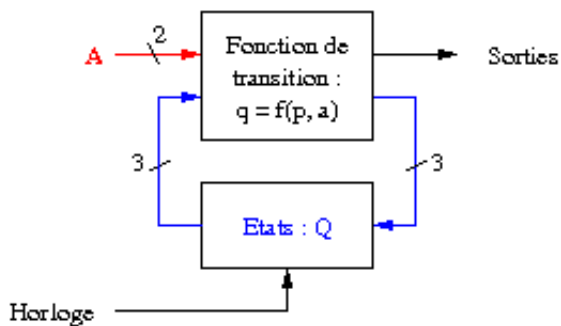 2
A
Fonction de
transition :
q = f(p, a)
Sorties
3
3
Etats : Q
Horloge